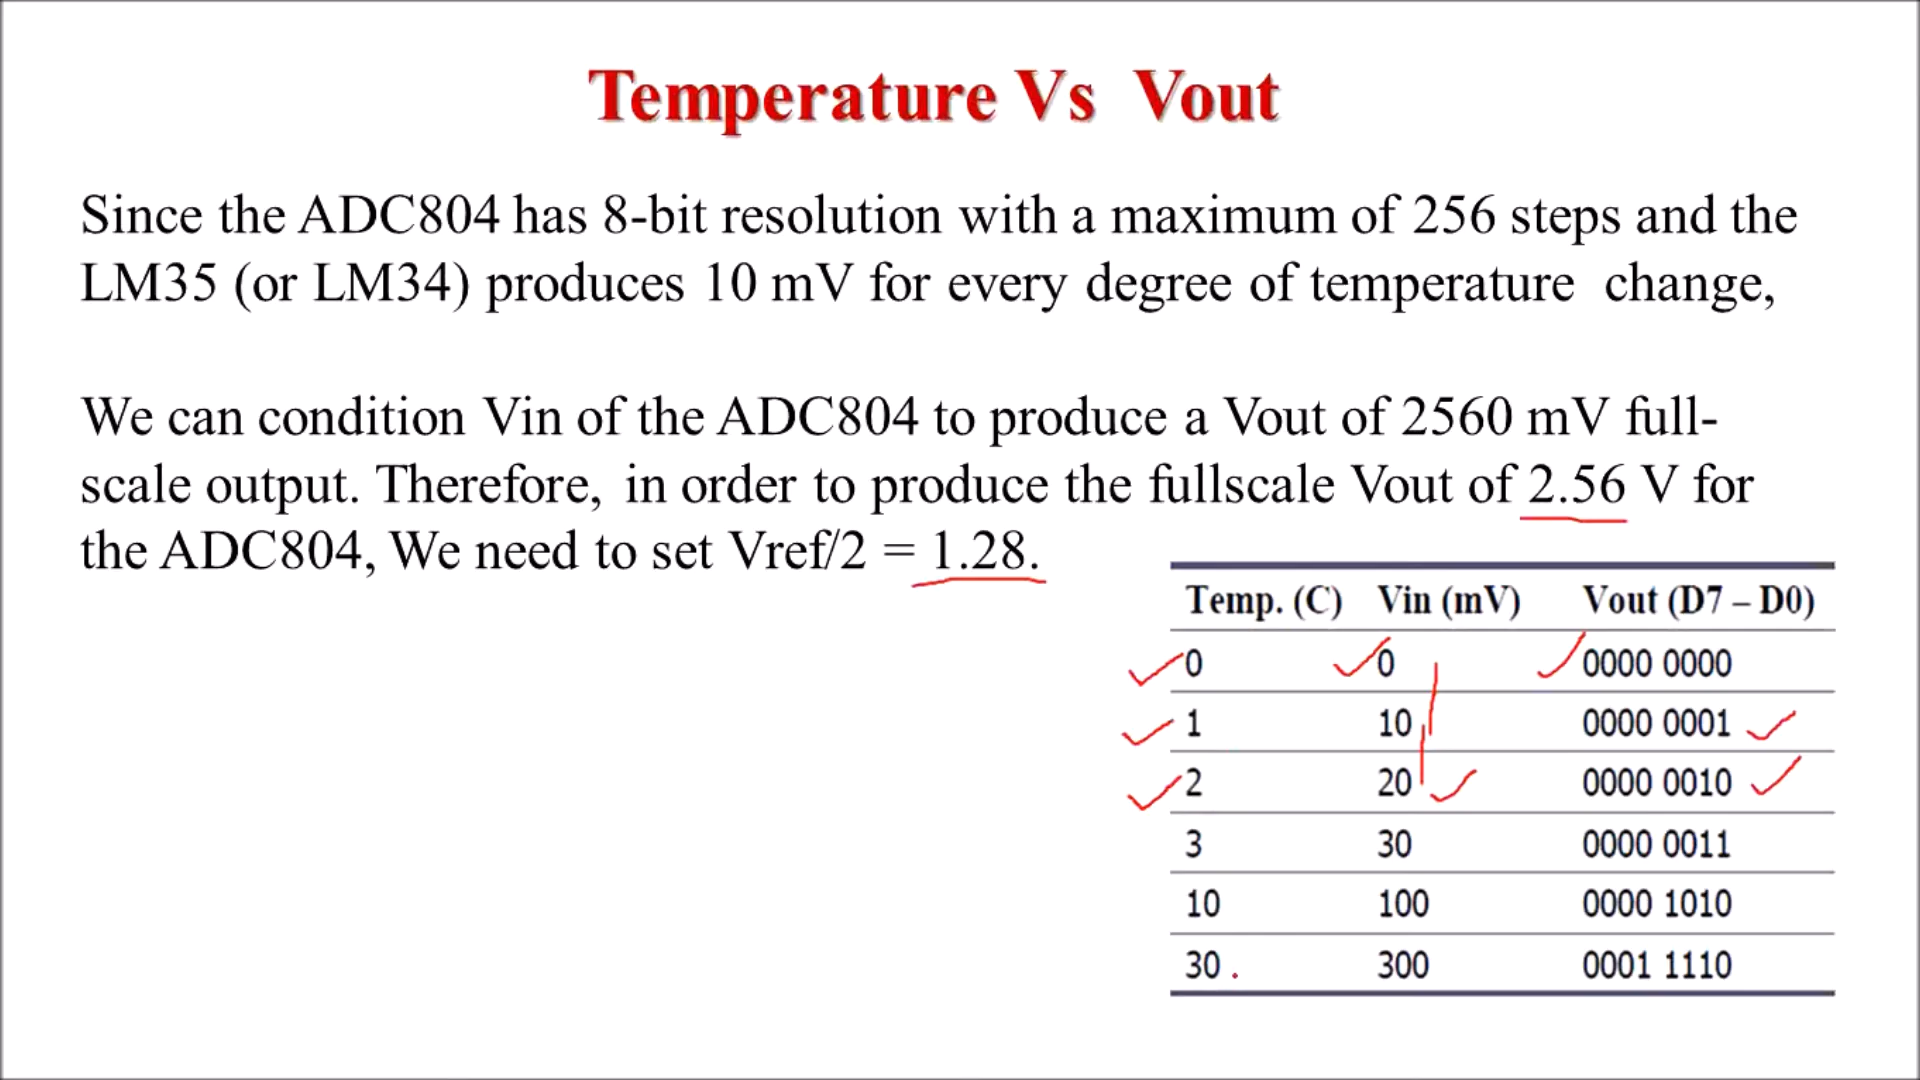 Temperature Vs Vout
Since the ADC804 has 8-bit resolution with a maximum of 256 steps and the
LM35 (or LM34) produces 10 mV for every degree of temperature change,
We can condition Vin of the ADC804 to produce a Vout of 2560 mV full-
scale output. Therefore, in order to produce the fullscale Vout of 2.56 V for
the ADC804, We need to set Vref/2 = 1.28.
Temp. (C) Vin (mV) Vout (D7 – D0)
0 0 0000 0000
1 10 0000 0001
2 20 0000 0010
3 30 0000 0011
10 100 0000 1010
30 300 0001 1110